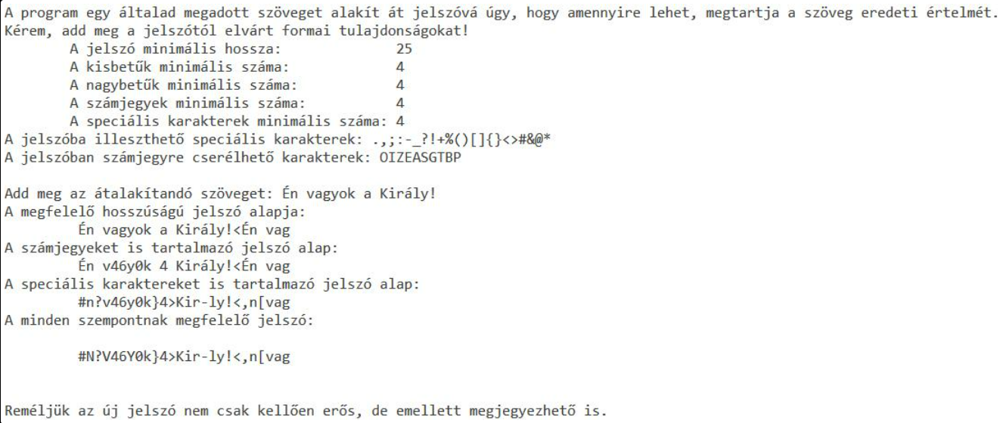 A program egy általad megadott szöveget alakít át jelszóvá úgy, hogy amennyire lehet, megtartja a szöveg eredeti értelmét.
Kérem, add meg a jelszótól elvárt formai tulajdonságokat!
A jelszó minimális hossza: 25
A kisbetűk minimális száma: 4
A nagybetűk minimális száma: 4
A számjegyek minimális száma: 4
A speciális karakterek minimális száma: 4
A jelszóba illeszthető speciális karakterek: .,;:-_?!+%()[]{}<>#&@*
A jelszóban számjegyre cserélhető karakterek: OIZEASGTBP
Add meg az átalakítandó szöveget: Én vagyok a Király!
A megfelelő hosszúságú jelszó alapja:
Én vagyok a Király!<Én vag
A számjegyeket is tartalmazó jelszó alap:
Én v46y0k 4 Király!<Én vag
A speciális karaktereket is tartalmazó jelszó alap:
#n?v46y0k}4>Kir-ly!<,n[vag
A minden szempontnak megfelelő jelszó:
#N?V46Y0k}4>Kir-ly!<,n[vag
Reméljük az új jelszó nem csak kellően erős, de emellett megjegyezhető is.